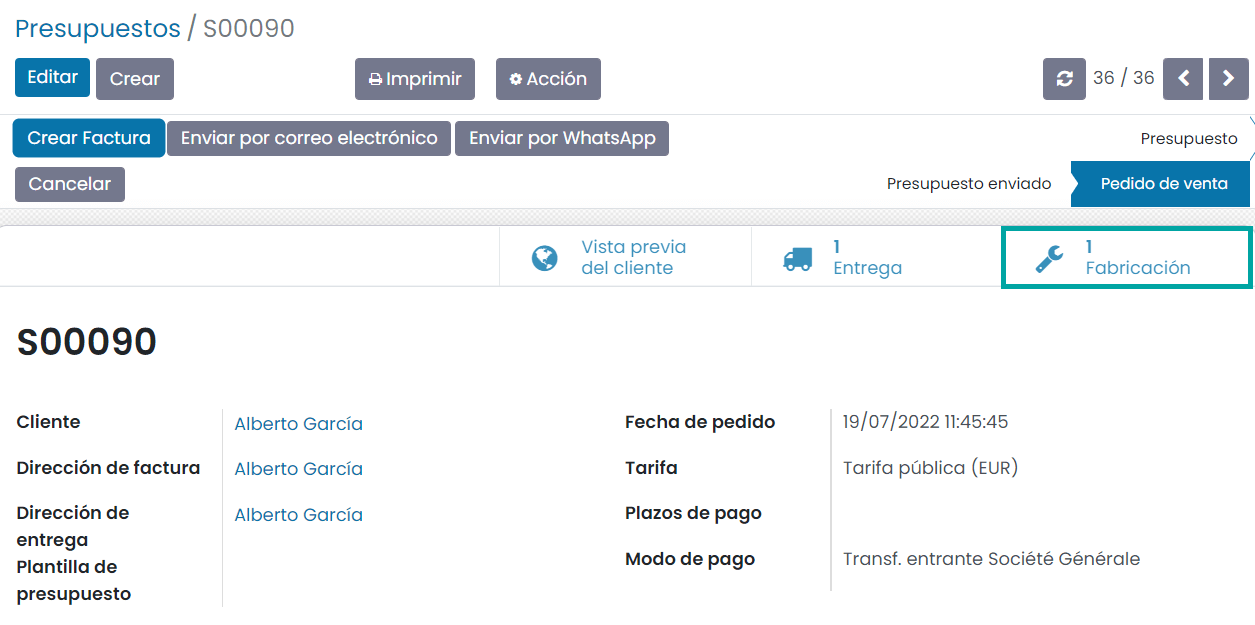 Presupuestos / S00090
Editar Crear Imprimir Acción 36 / 36
Crear Factura Enviar por correo electrónico Enviar por WhatsApp Presupuesto
Cancelar Presupuesto enviado Pedido de venta
Vista previa
del cliente
1
Entrega
1
Fabricación
S00090
Cliente Alberto García
Dirección de factura Alberto García
Dirección de
entrega
Alberto García
Plantilla de
presupuesto
Fecha de pedido 19/07/2022 11:45:45
Tarifa Tarifa pública (EUR)
Plazos de pago
Modo de pago Transf. entrante Société Générale